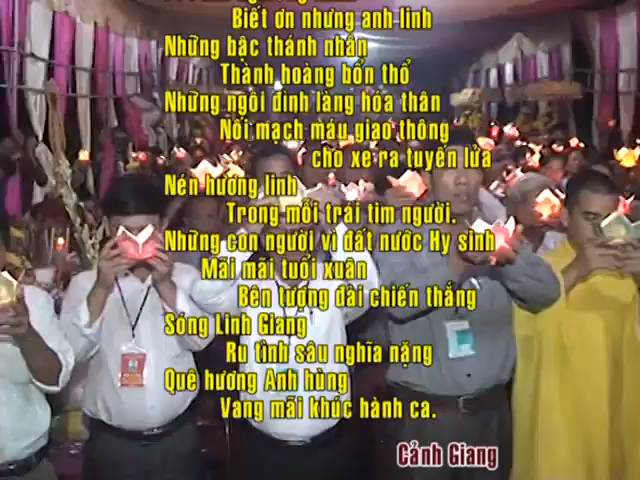 Biết ơn nhưng anh linh
Những bậc thánh nhân
Thành hoàng bổn thổ
Những ngôi đình làng hóa thân
Nối mạch máu giao thông
cho xe ra tuyến lửa
Nén hương linh
Trong mỗi trái tim người.
Những con người vì đất nước Hy sinh
Mãi mãi tuổi xuân
Bên tượng đài chiến thắng
Sóng Linh Giang
Ru tình sâu nghĩa nặng
Quê hương Anh hùng
Vang mãi khúc hành ca.
Cảnh Giang